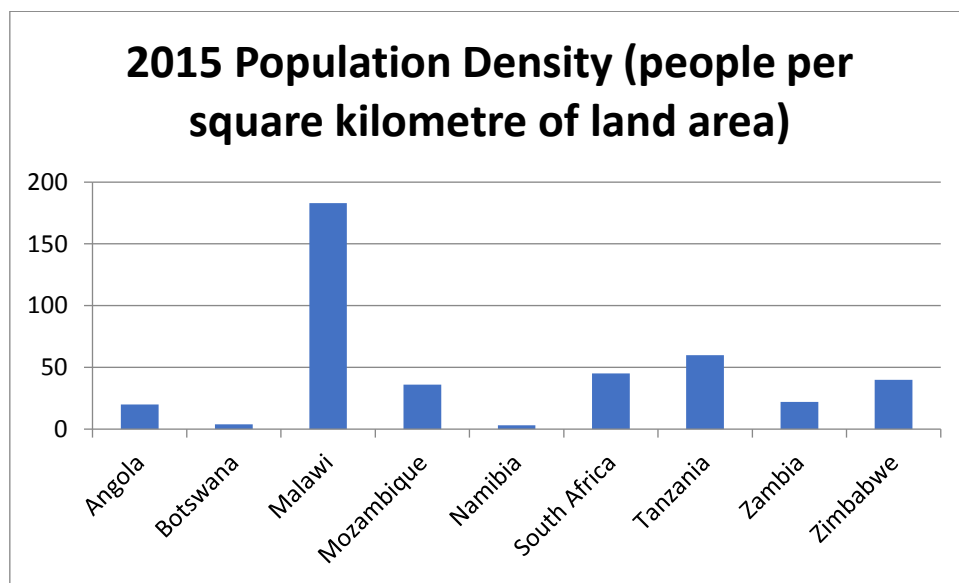 2015 Population Density (people per
square kilometre of land area)
200
150
100
50
0
Angola
Botswana
Malawi
Mozambique
Namibia
South Africa
Tanzania
Zambia
Zimbabwe